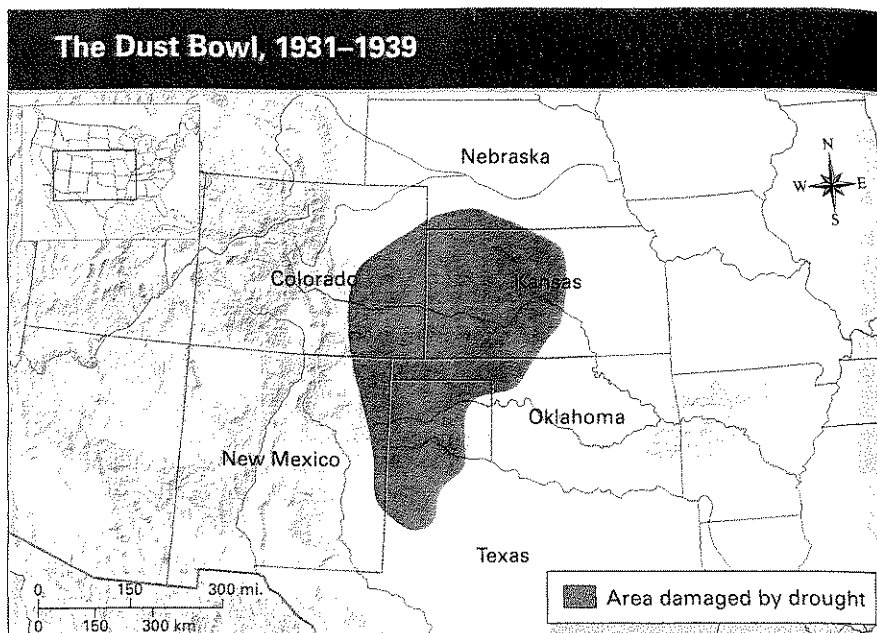 The Dust Bowl, 1931–1939
Nebraska
N
W
E
S
Colorado
Kansas
Oklahoma
New Mexico
Texas
0 150 300 mi.
0 150 300 km
Area damaged by drought